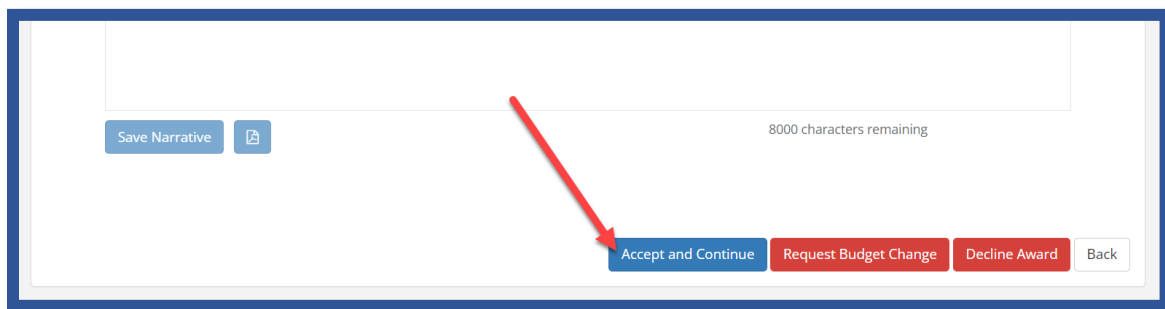 Save Narrative
8000 characters remaining
Accept and Continue
Request Budget Change
Decline Award
Back